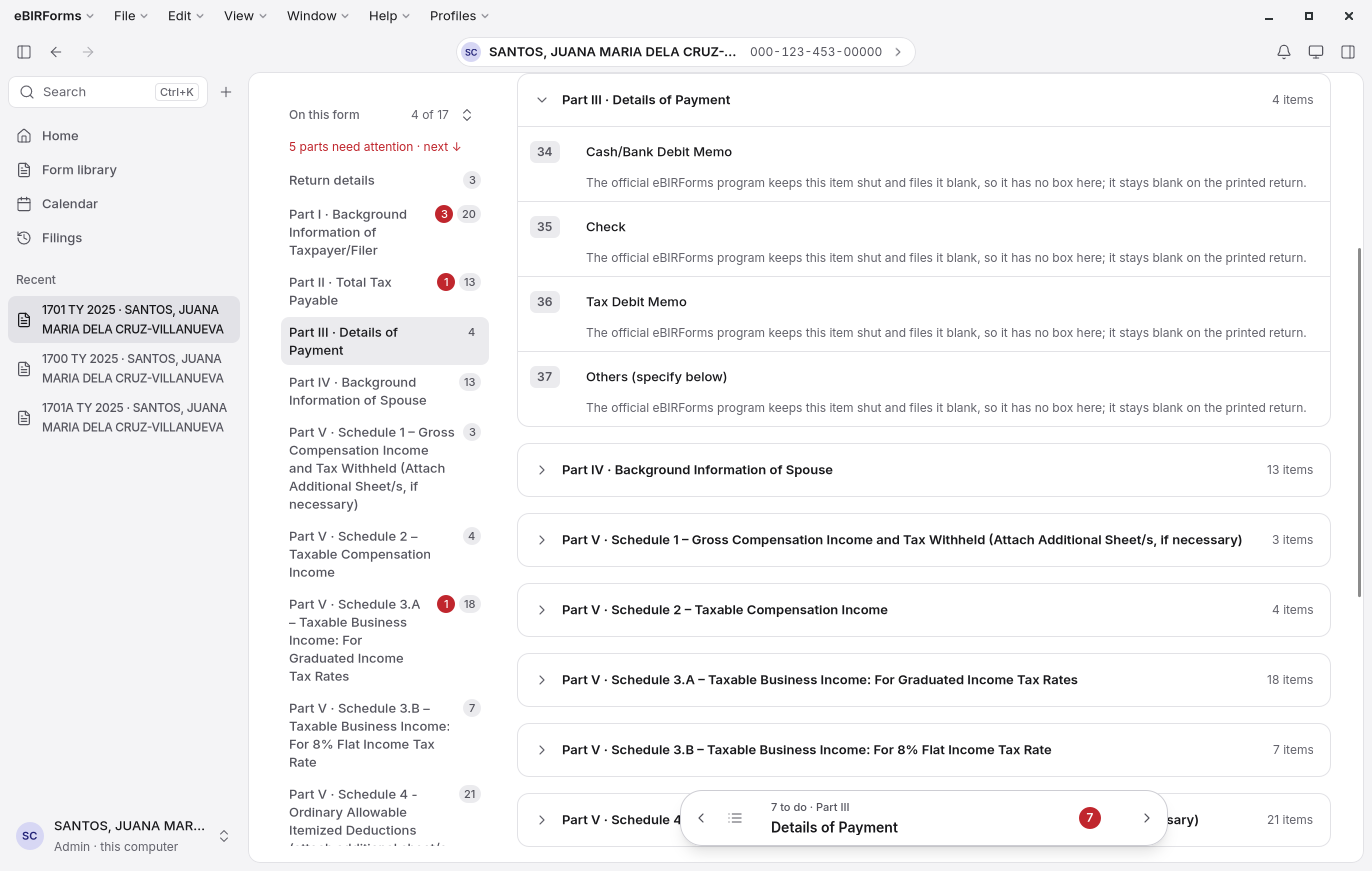 eBIRForms File Edit View Window Help Profiles
SC SANTOS, JUANA MARIA DELA CRUZ-... 000-123-453-00000
Search Ctrl+K
Home
Form library
Calendar
Filings
Recent
1701 TY 2025 · SANTOS, JUANA
MARIA DELA CRUZ-VILLANUEVA
1700 TY 2025 · SANTOS, JUANA
MARIA DELA CRUZ-VILLANUEVA
1701A TY 2025 · SANTOS, JUANA
MARIA DELA CRUZ-VILLANUEVA
SC
SANTOS, JUANA MAR...
Admin · this computer
On this form 4 of 17
5 parts need attention · next ↓
Return details 3
Part I · Background 3 20
Information of
Taxpayer/Filer
Part II · Total Tax 1 13
Payable
Part III · Details of 4
Payment
Part IV · Background 13
Information of Spouse
Part V · Schedule 1 – Gross 3
Compensation Income
and Tax Withheld (Attach
Additional Sheet/s, if
necessary)
Part V · Schedule 2 – 4
Taxable Compensation
Income
Part V · Schedule 3.A 1 18
– Taxable Business
Income: For
Graduated Income
Tax Rates
Part V · Schedule 3.B – 7
Taxable Business Income:
For 8% Flat Income Tax
Rate
Part V · Schedule 4 - 21
Ordinary Allowable
Itemized Deductions
(attach additional sheet/s,
Part III · Details of Payment 4 items
34 Cash/Bank Debit Memo
The official eBIRForms program keeps this item shut and files it blank, so it has no box here; it stays blank on the printed return.
35 Check
The official eBIRForms program keeps this item shut and files it blank, so it has no box here; it stays blank on the printed return.
36 Tax Debit Memo
The official eBIRForms program keeps this item shut and files it blank, so it has no box here; it stays blank on the printed return.
37 Others (specify below)
The official eBIRForms program keeps this item shut and files it blank, so it has no box here; it stays blank on the printed return.
Part IV · Background Information of Spouse 13 items
Part V · Schedule 1 – Gross Compensation Income and Tax Withheld (Attach Additional Sheet/s, if necessary) 3 items
Part V · Schedule 2 – Taxable Compensation Income 4 items
Part V · Schedule 3.A – Taxable Business Income: For Graduated Income Tax Rates 18 items
Part V · Schedule 3.B – Taxable Business Income: For 8% Flat Income Tax Rate 7 items
Part V · Schedule 4 sary) 21 items
7 to do · Part III
Details of Payment 7